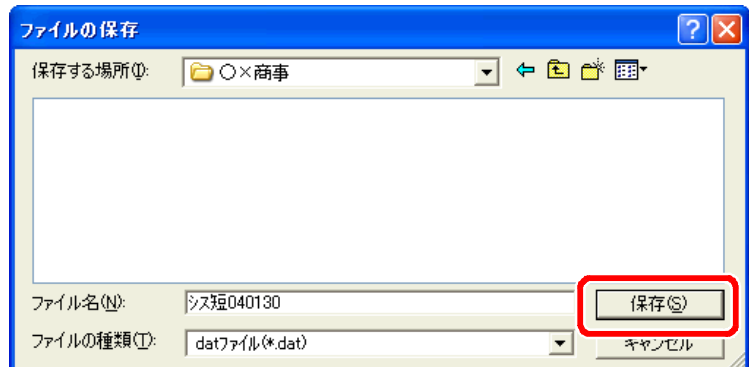 ファイルの保存
保存する場所(I):
〇×商事
ファイル名(N):
シス短040130
保存(S)
ファイルの種類(T):
datファイル(*.dat)
キャンセル